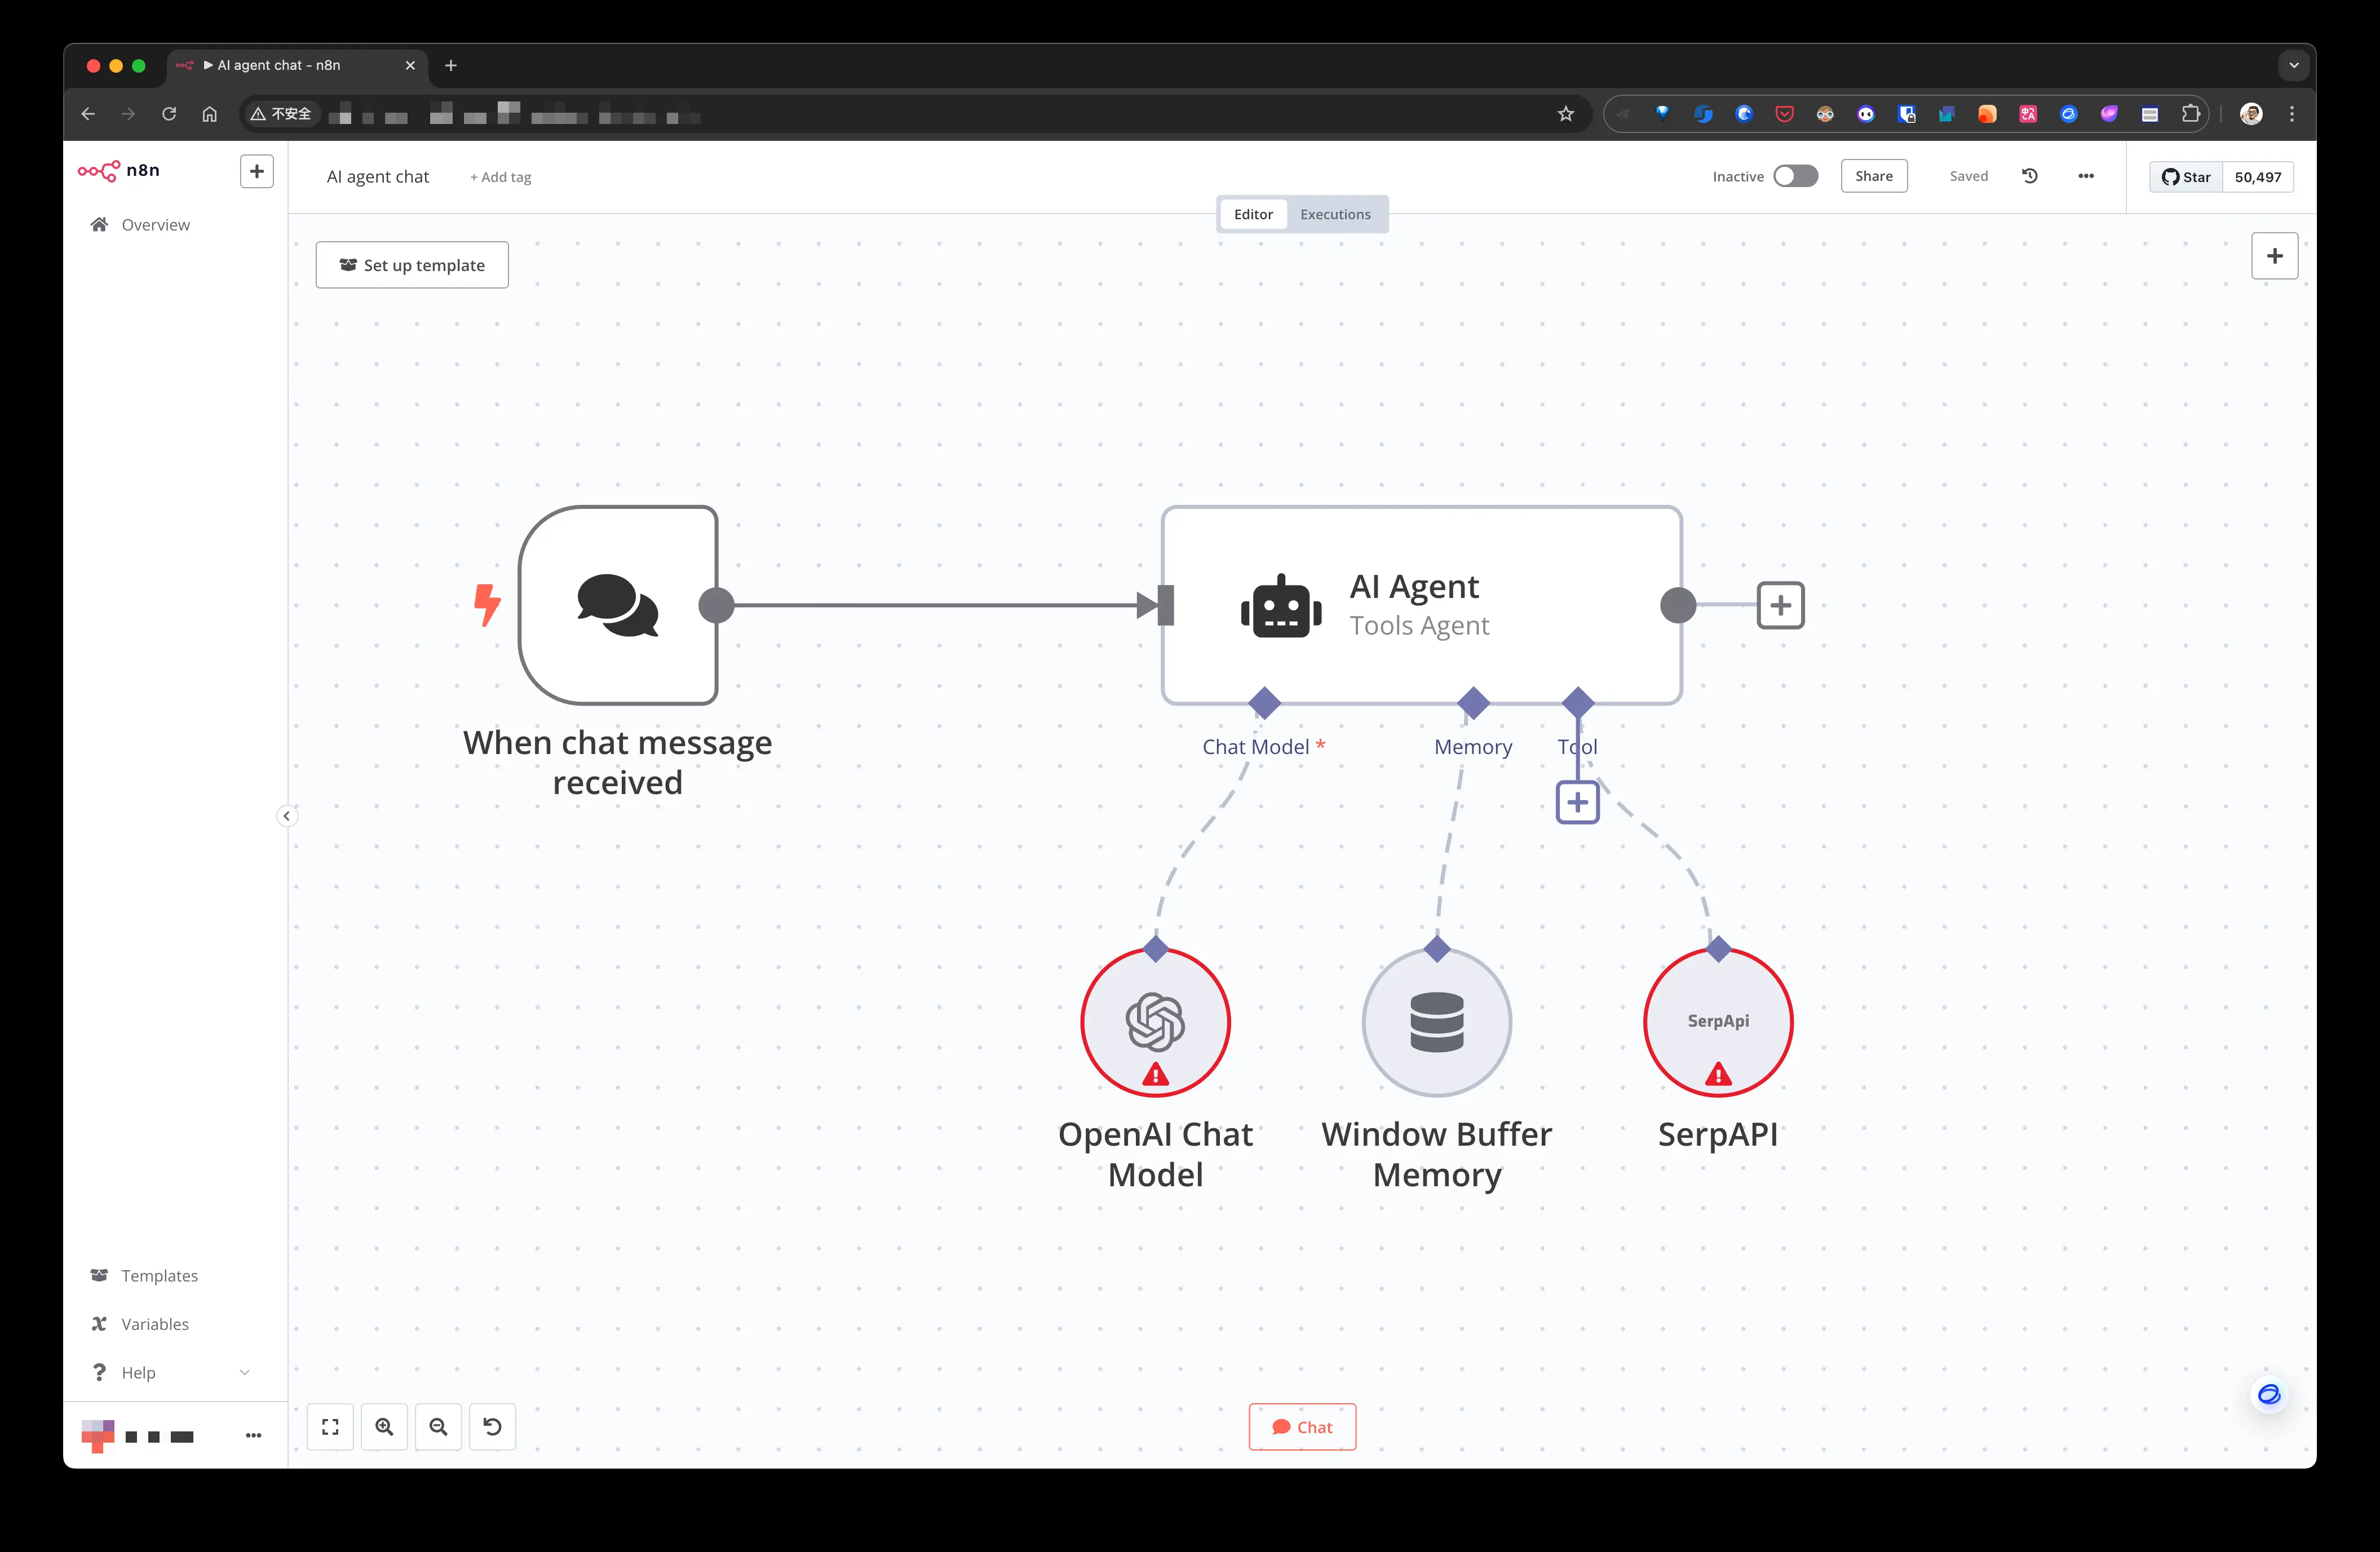 AI agent chat - n8n
不安全
n8n
AI agent chat
+ Add tag
Inactive
Share
Saved
Star
50,497
Overview
Editor
Executions
Set up template
AI Agent
Tools Agent
When chat message
received
Chat Model *
Memory
Tool
SerpApi
OpenAI Chat
Model
Window Buffer
Memory
SerpAPI
Templates
Variables
Help
Chat